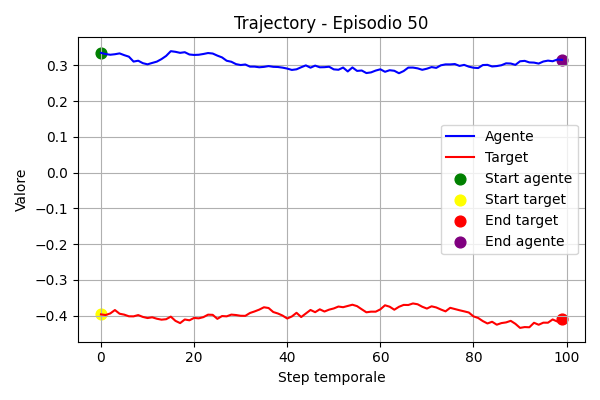 Trajectory - Episodio 50
Valore
0.3
0.2
0.1
0.0
−0.1
−0.2
−0.3
−0.4
Agente
Target
Start agente
Start target
End target
End agente
0 20 40 60 80 100
Step temporale